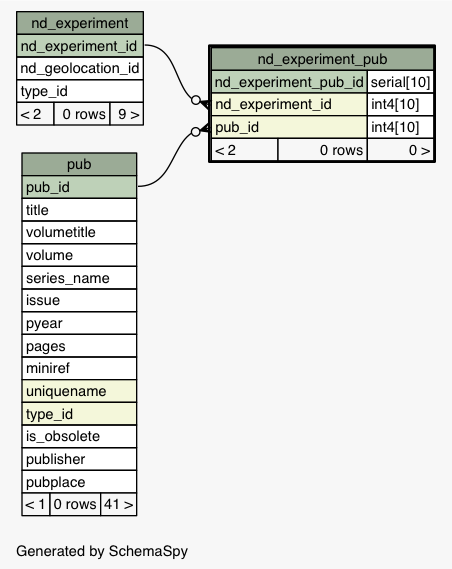 nd_experiment
nd_experiment_id
nd_geolocation_id
type_id
< 2 0 rows 9 >
nd_experiment_pub
nd_experiment_pub_id serial[10]
nd_experiment_id int4[10]
pub_id int4[10]
< 2 0 rows 0 >
pub
pub_id
title
volumetitle
volume
series_name
issue
pyear
pages
miniref
uniquename
type_id
is_obsolete
publisher
pubplace
< 1 0 rows 41 >
Generated by SchemaSpy